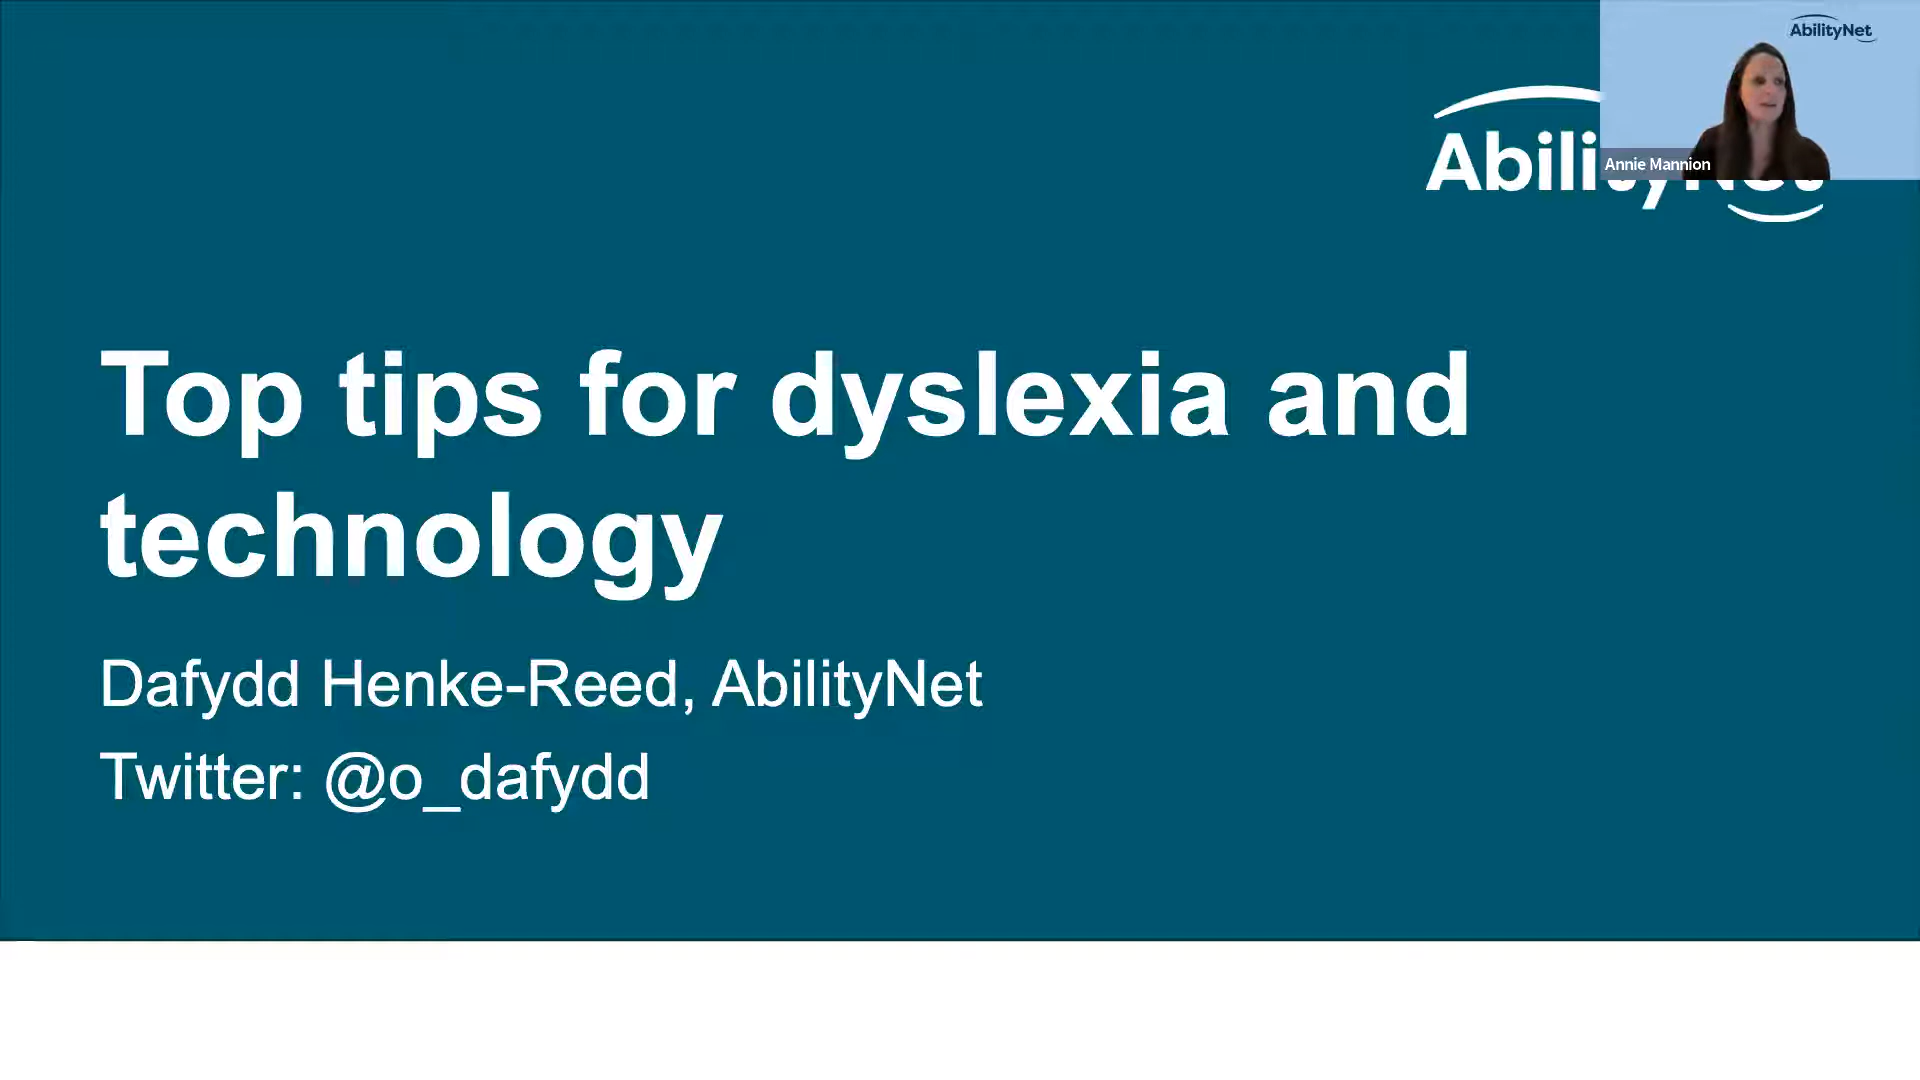 AbilityNet
Annie Mannion
Top tips for dyslexia and
technology
Dafydd Henke-Reed, AbilityNet
Twitter: @o_dafydd